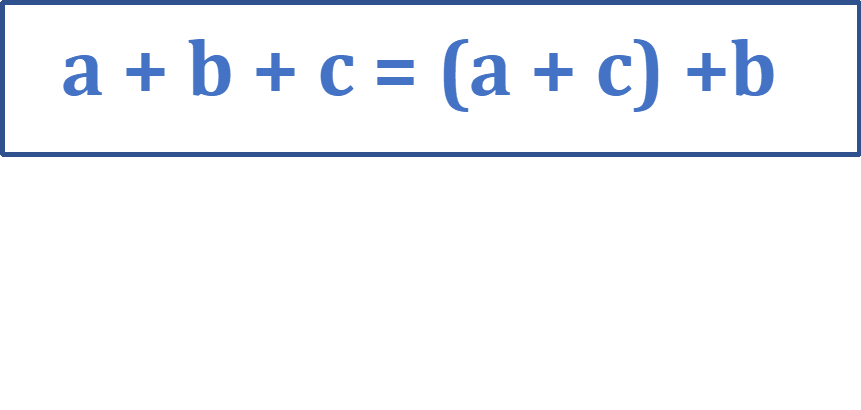 a + b + c = (a + c) +b